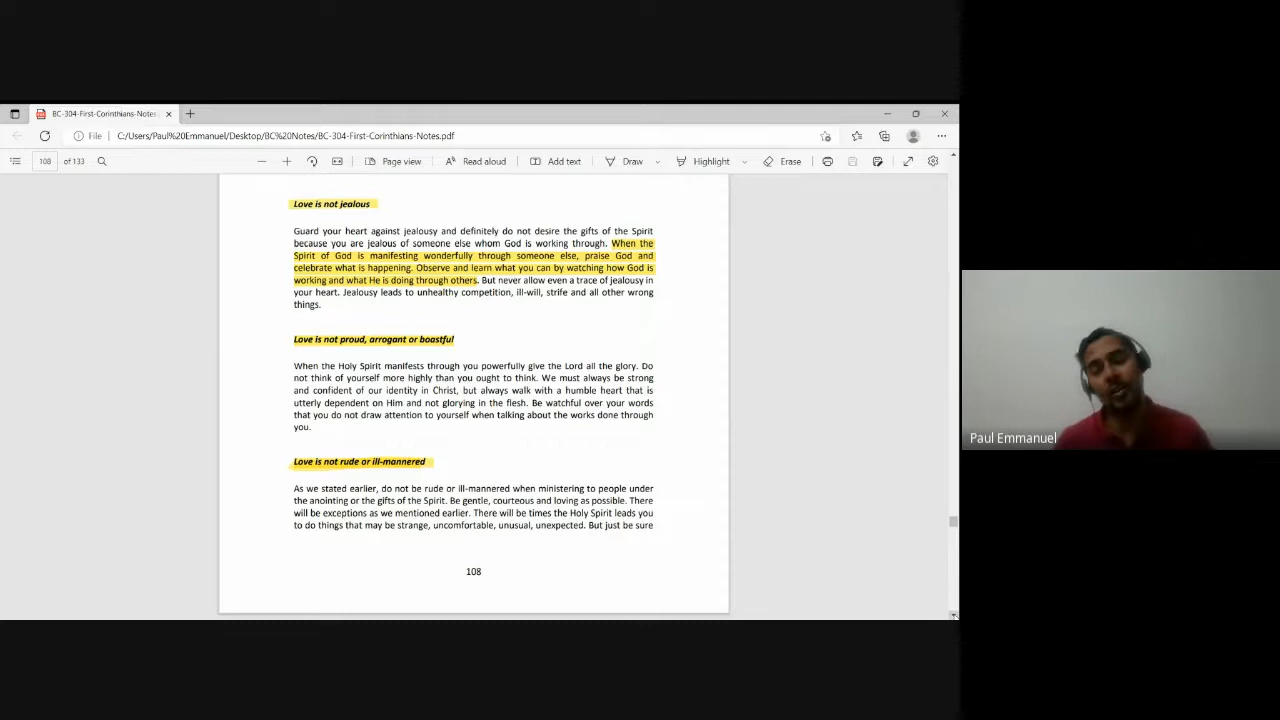 BC-304-First-Corinthians-Notes
File
C:/Users/Paul%20Emmanuel/Desktop/BC%20Notes/BC-304-First-Corinthians-Notes.pdf
108 of 133
Page view
Read aloud
Add text
Draw
Highlight
Erase
Love is not jealous
Guard your heart against jealousy and definitely do not desire the gifts of the Spirit
because you are jealous of someone else whom God is working through. When the
Spirit of God is manifesting wonderfully through someone else, praise God and
celebrate what is happening. Observe and learn what you can by watching how God is
working and what He is doing through others. But never allow even a trace of jealousy in
your heart. Jealousy leads to unhealthy competition, ill-will, strife and all other wrong
things.
Love is not proud, arrogant or boastful
When the Holy Spirit manifests through you powerfully give the Lord all the glory. Do
not think of yourself more highly than you ought to think. We must always be strong
and confident of our identity in Christ, but always walk with a humble heart that is
utterly dependent on Him and not glorying in the flesh. Be watchful over your words
that you do not draw attention to yourself when talking about the works done through
you.
Love is not rude or ill-mannered
As we stated earlier, do not be rude or ill-mannered when ministering to people under
the anointing or the gifts of the Spirit. Be gentle, courteous and loving as possible. There
will be exceptions as we mentioned earlier. There will be times the Holy Spirit leads you
to do things that may be strange, uncomfortable, unusual, unexpected. But just be sure
108
Paul Emmanuel